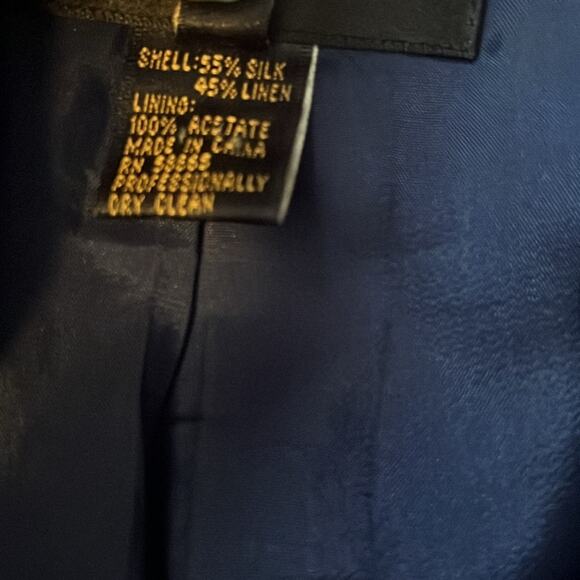 SHELL: 55% SILK
45% LINEN
LINING:
100% ACETATE
MADE IN CHINA
RN
PROFESSIONALLY
DRY CLEAN